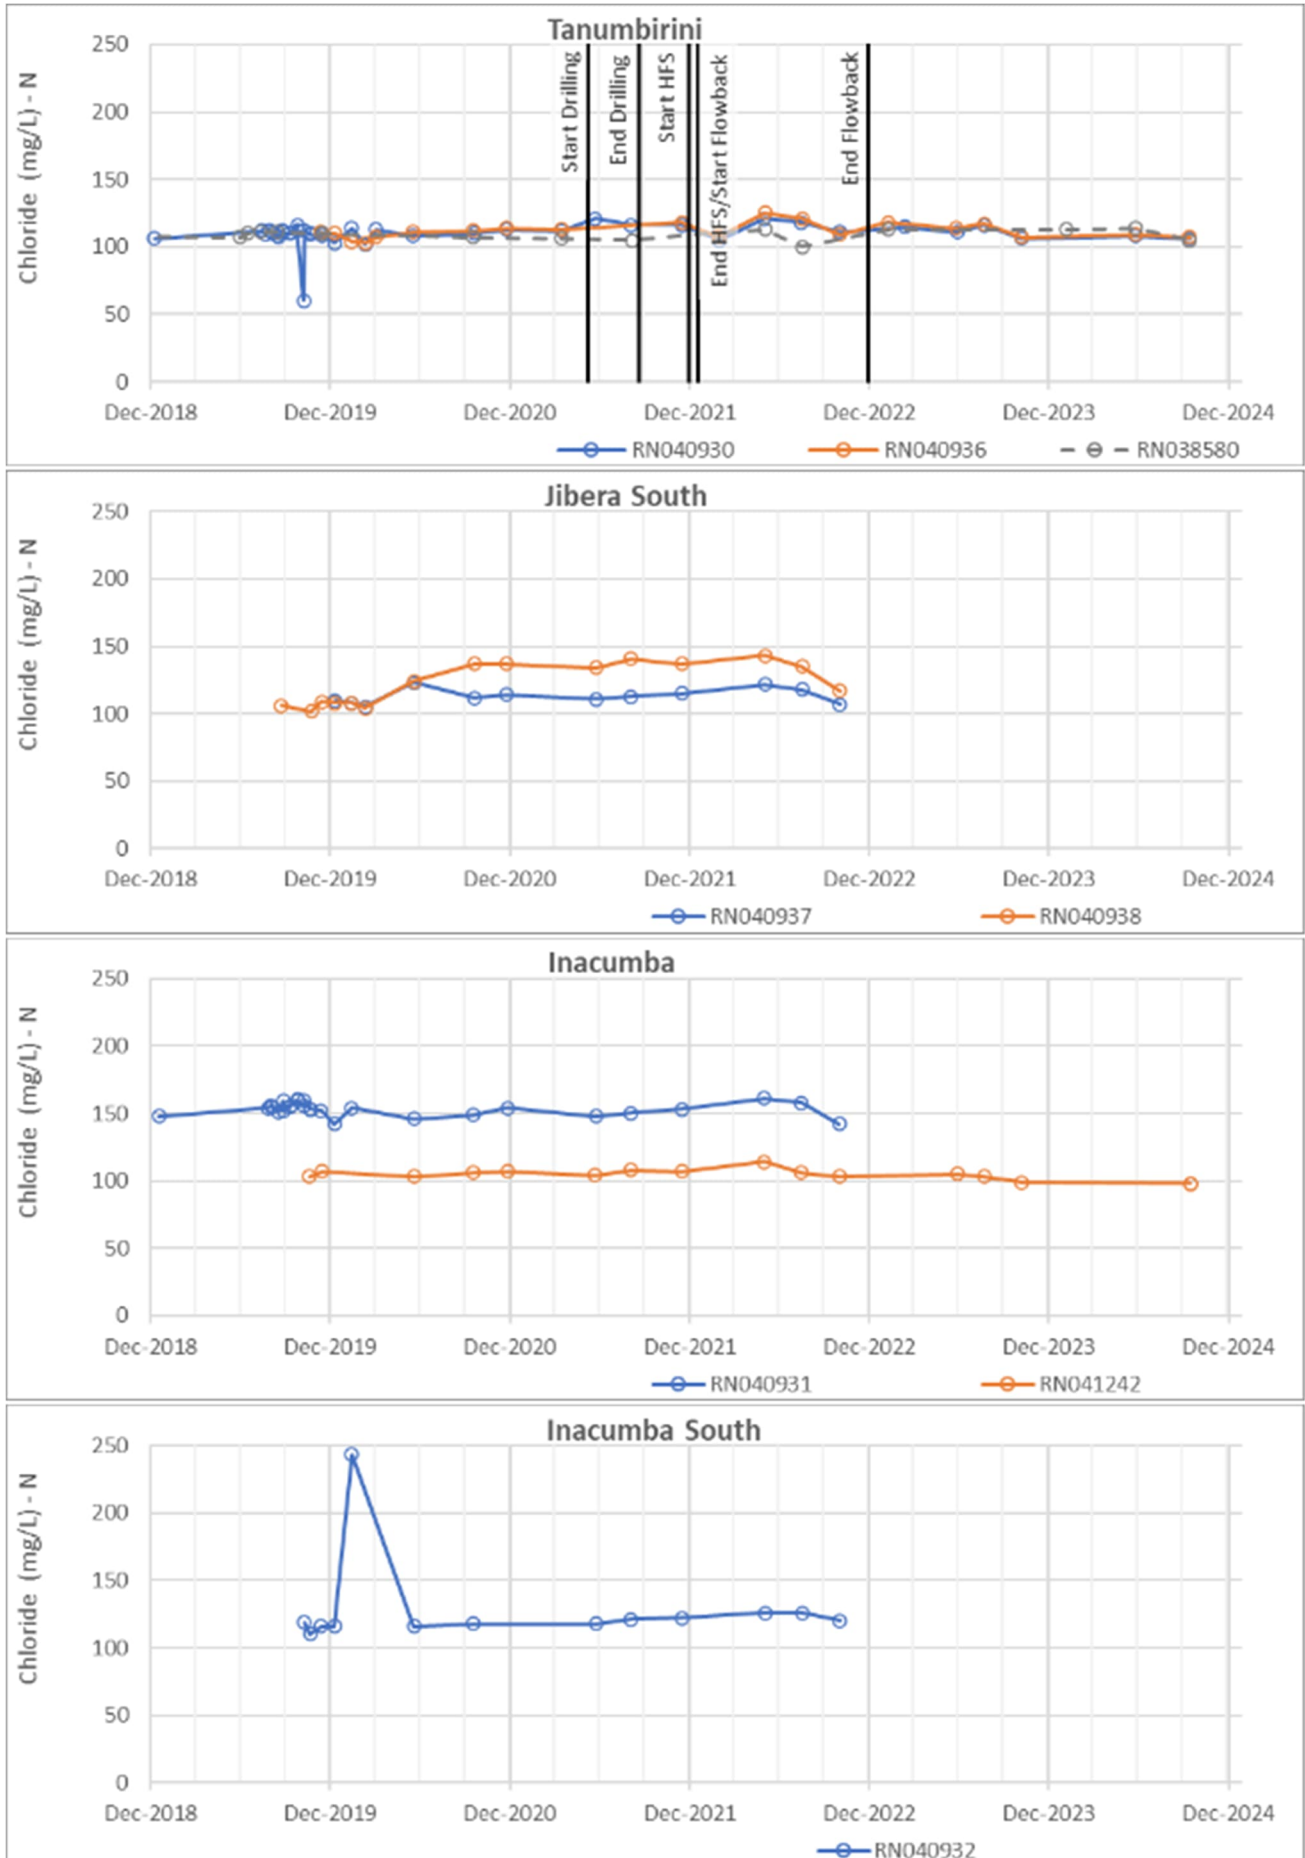 Tanumbirini
Chloride (mg/L) - N
250
200
150
100
50
0
Start Drilling
End Drilling
Start HFS
End HFS/Start Flowback
End Flowback
Dec-2018 Dec-2019 Dec-2020 Dec-2021 Dec-2022 Dec-2023 Dec-2024
RN040930 RN040936 RN038580
Jibera South
Chloride (mg/L) - N
250
200
150
100
50
0
Dec-2018 Dec-2019 Dec-2020 Dec-2021 Dec-2022 Dec-2023 Dec-2024
RN040937 RN040938
Inacumba
Chloride (mg/L) - N
250
200
150
100
50
0
Dec-2018 Dec-2019 Dec-2020 Dec-2021 Dec-2022 Dec-2023 Dec-2024
RN040931 RN041242
Inacumba South
Chloride (mg/L) - N
250
200
150
100
50
0
Dec-2018 Dec-2019 Dec-2020 Dec-2021 Dec-2022 Dec-2023 Dec-2024
RN040932